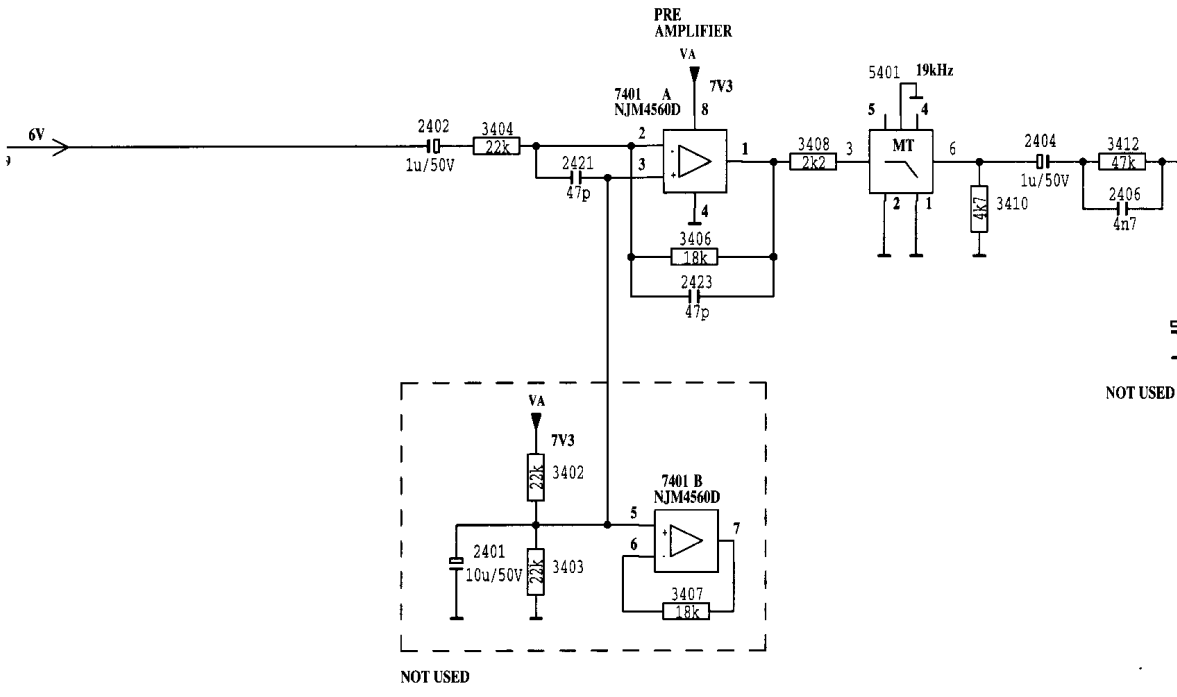 PRE
AMPLIFIER
VA
7V3
8
7401 A
NJM4560D
5401
19kHz
5
4
6V
2402
1u/50V
3404
22k
2
3
2421
47p
1
3408
2k2
3
MT
6
2404
1u/50V
3412
47k
2406
4n7
4
2
1
4k7
3410
3406
18k
2423
47p
NOT USED
VA
7V3
22k
3402
7401 B
NJM4560D
5
6
7
2401
10u/50V
22k
3403
3407
18k
NOT USED